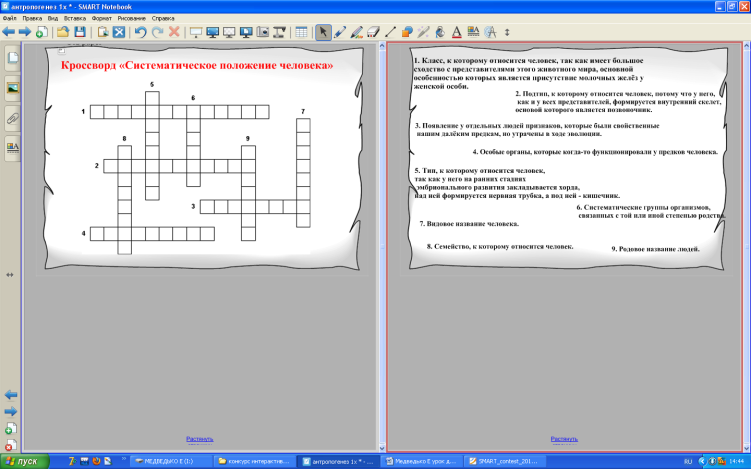 антропогенез 1x * - SMART Notebook
Файл Правка Вид Вставка Формат Рисование Справка
Кроссворд «Систематическое положение человека»
5
6
1
7
8
9
2
3
4
1. Класс, к которому относится человек, так как имеет большое
сходство с представителями этого животного мира, основной
особенностью которых является присутствие молочных желёз у
женской особи.
2. Подтип, к которому относится человек, потому что у него,
как и у всех представителей, формируется внутренний скелет,
основой которого является позвоночник.
3. Появление у отдельных людей признаков, которые были свойственные
нашим далёким предкам, но утрачены в ходе эволюции.
4. Особые органы, которые когда-то функционировали у предков человека.
5. Тип, к которому относится человек,
так как у него на ранних стадиях
эмбрионального развития закладывается хорда,
над ней формируется нервная трубка, а под ней - кишечник.
6. Систематические группы организмов,
связанных с той или иной степенью родства.
7. Видовое название человека.
8. Семейство, к которому относится человек.
9. Родовое название людей.
Растянуть
Растянуть
пуск
МЕДВЕДЬКО Е (I:)
конкурс интерактив...
антропогенез 1x * - ...
Медведько Е урок д...
SMART_contest_201...
RU
14:44